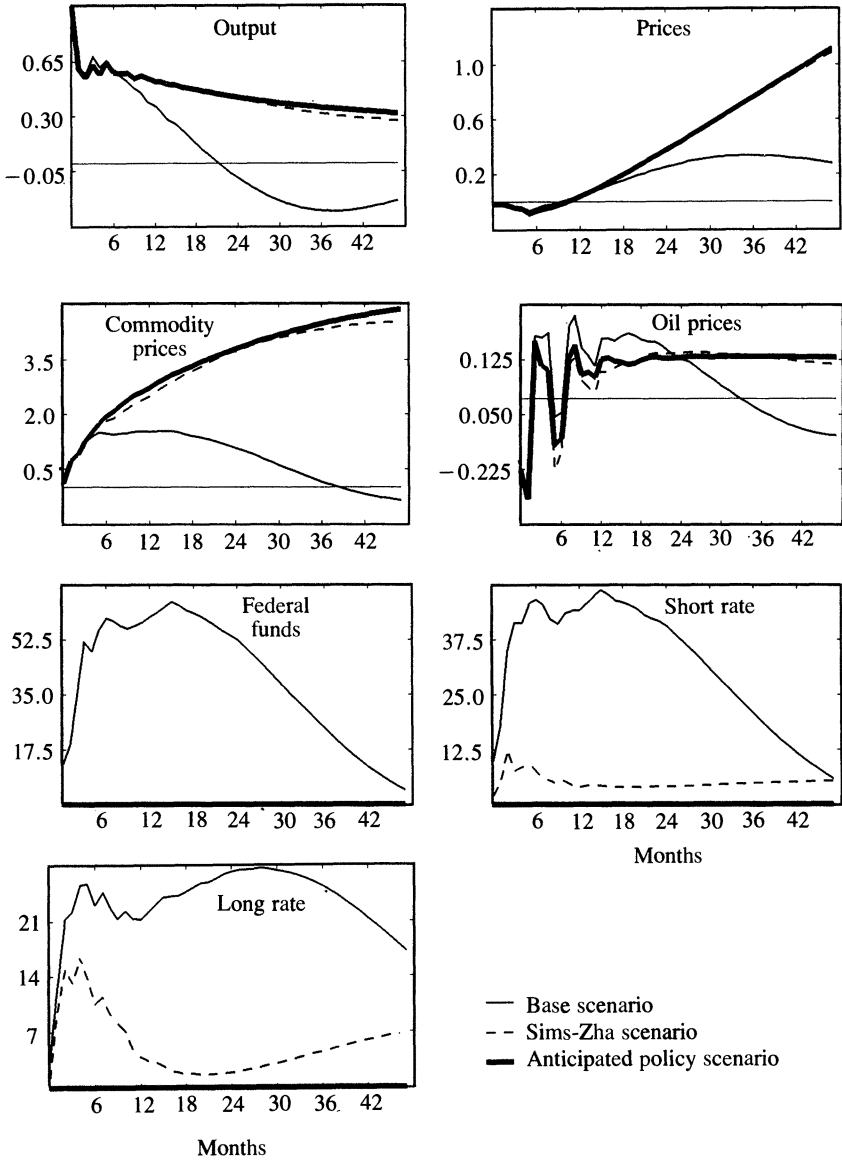 Output
0.65
0.30
−0.05
6 12 18 24 30 36 42
Prices
1.0
0.6
0.2
6 12 18 24 30 36 42
Commodity
prices
3.5
2.0
0.5
6 12 18 24 30 36 42
Oil prices
0.125
0.050
−0.225
6 12 18 24 30 36 42
Federal
funds
52.5
35.0
17.5
6 12 18 24 30 36 42
Short rate
37.5
25.0
12.5
6 12 18 24 30 36 42
Months
Long rate
21
14
7
6 12 18 24 30 36 42
Months
Base scenario
Sims-Zha scenario
Anticipated policy scenario